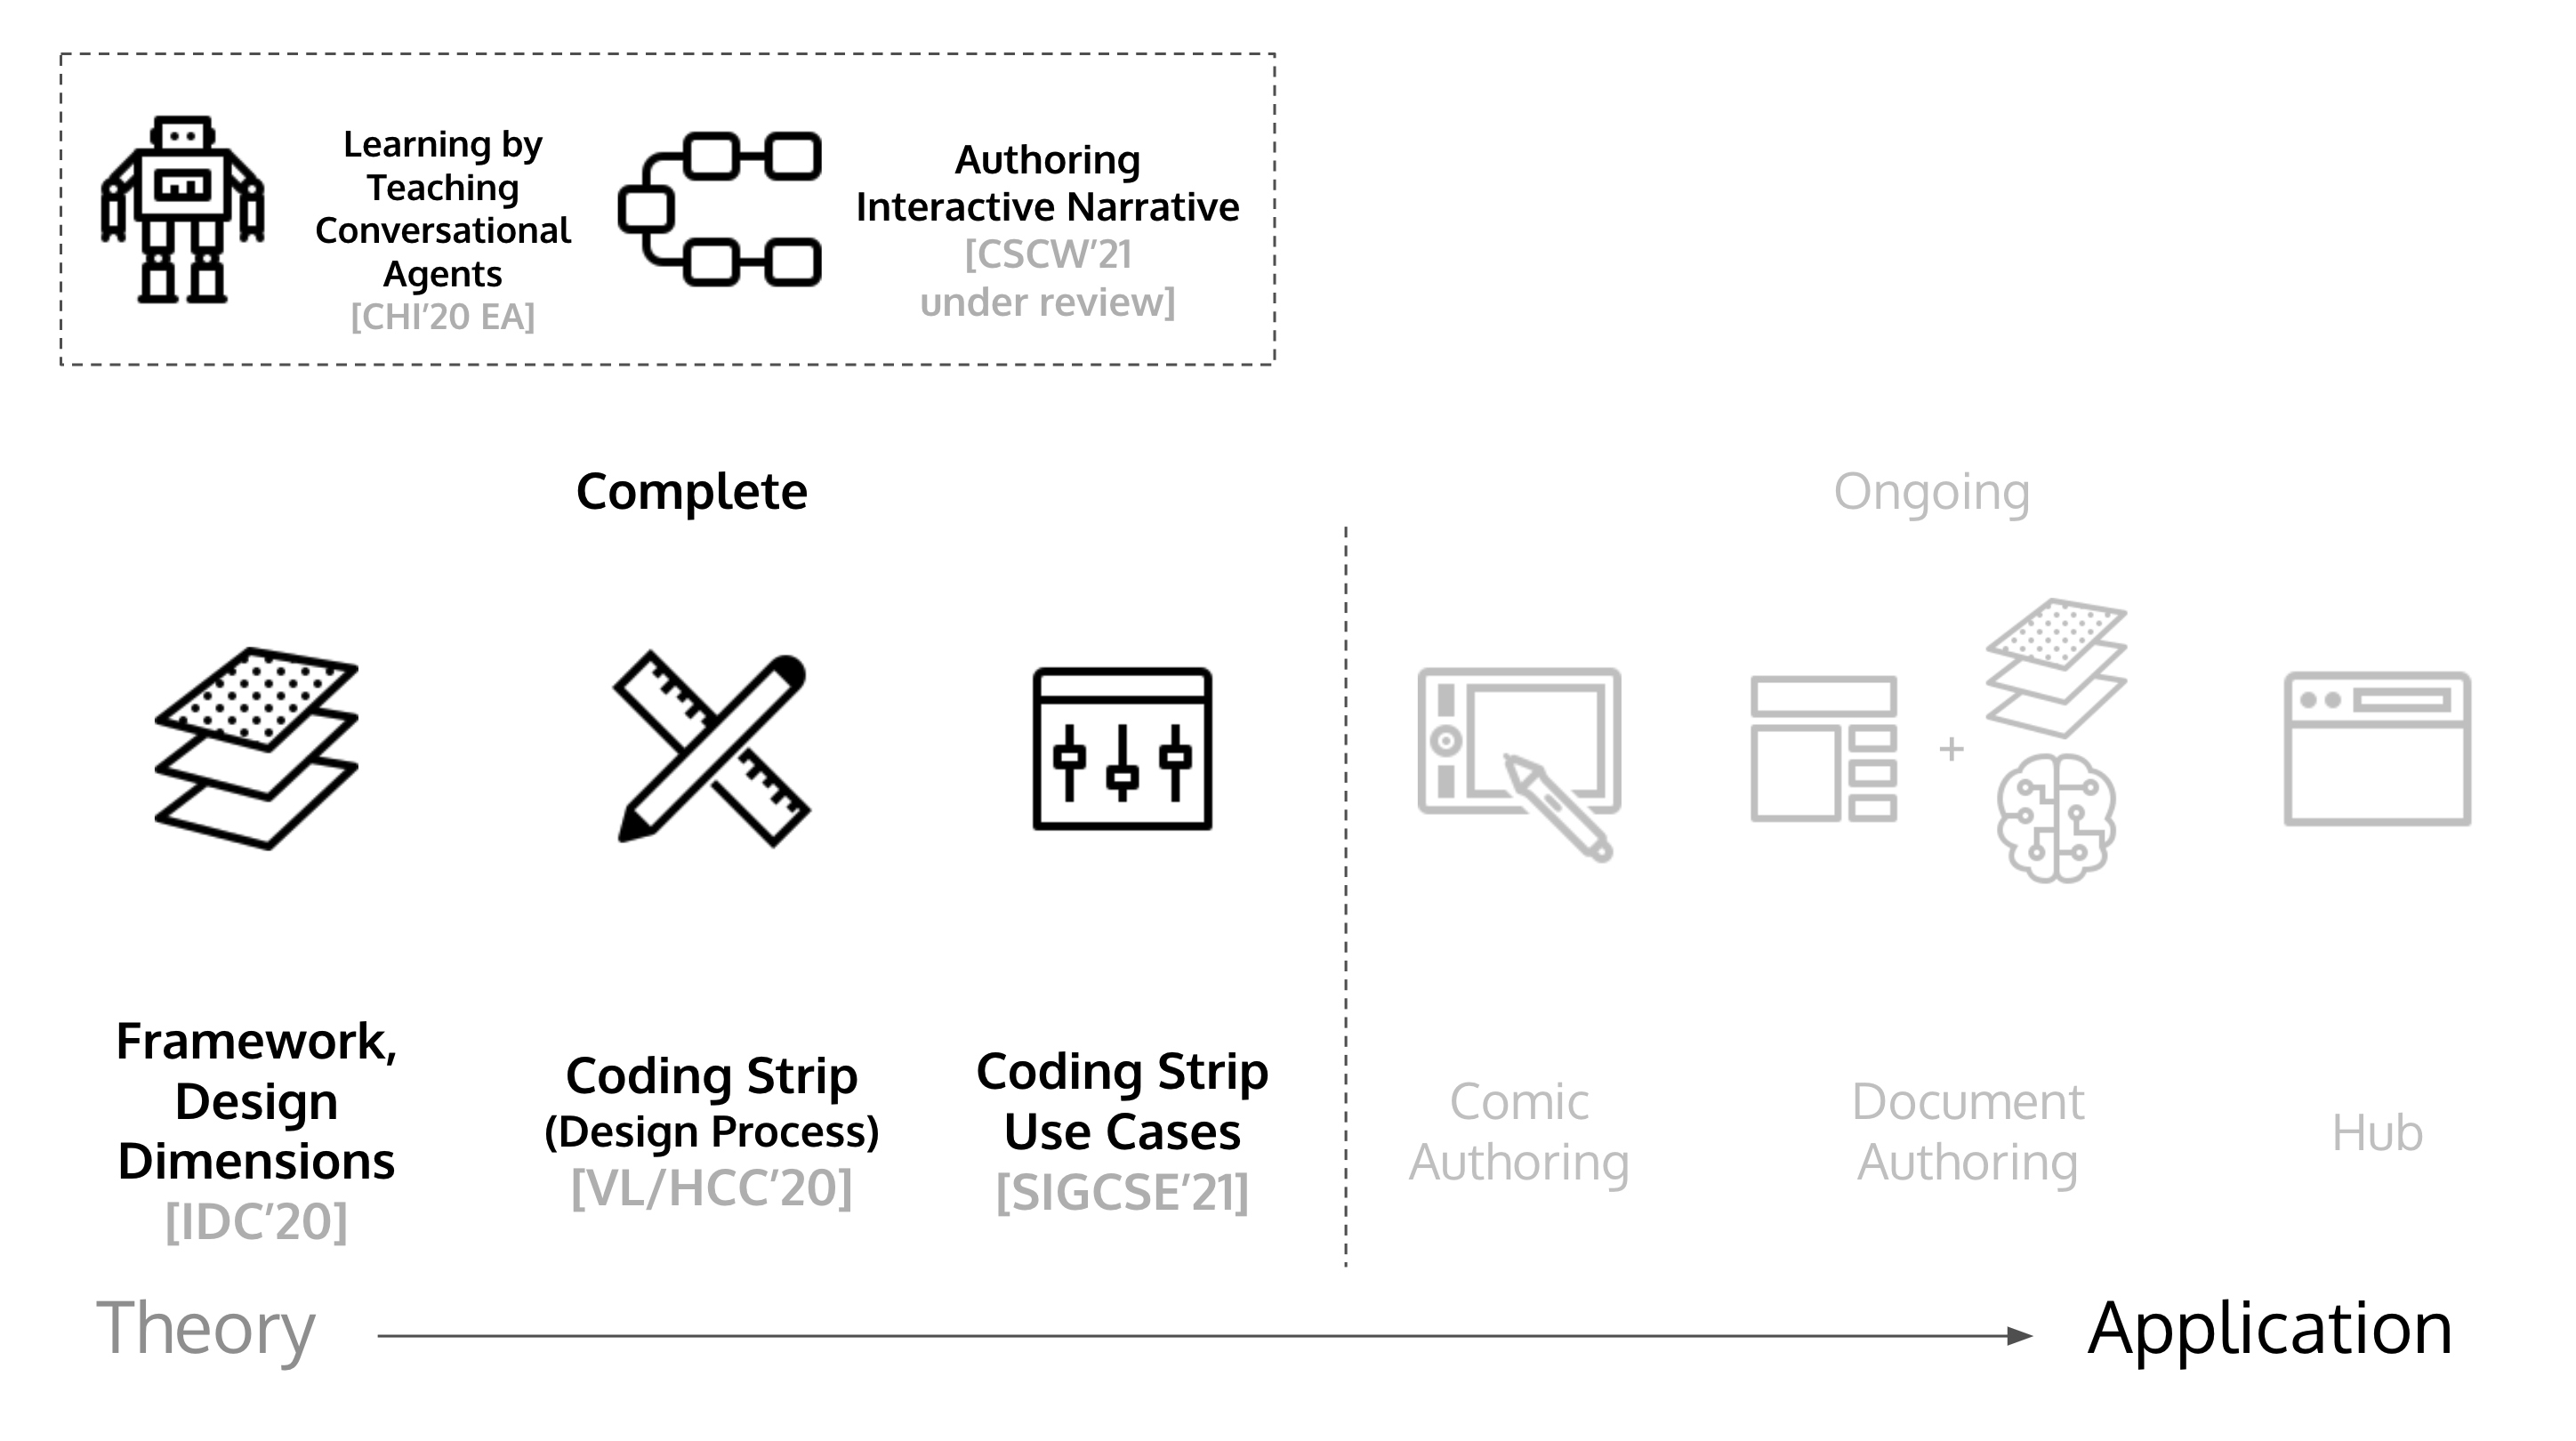 Learning by
Teaching
Conversational
Agents
[CHI’20 EA]
Authoring
Interactive Narrative
[CSCW’21
under review]
Complete
Ongoing
+
Framework,
Design
Dimensions
[IDC’20]
Coding Strip
(Design Process)
[VL/HCC’20]
Coding Strip
Use Cases
[SIGCSE’21]
Comic
Authoring
Document
Authoring
Hub
Theory
Application